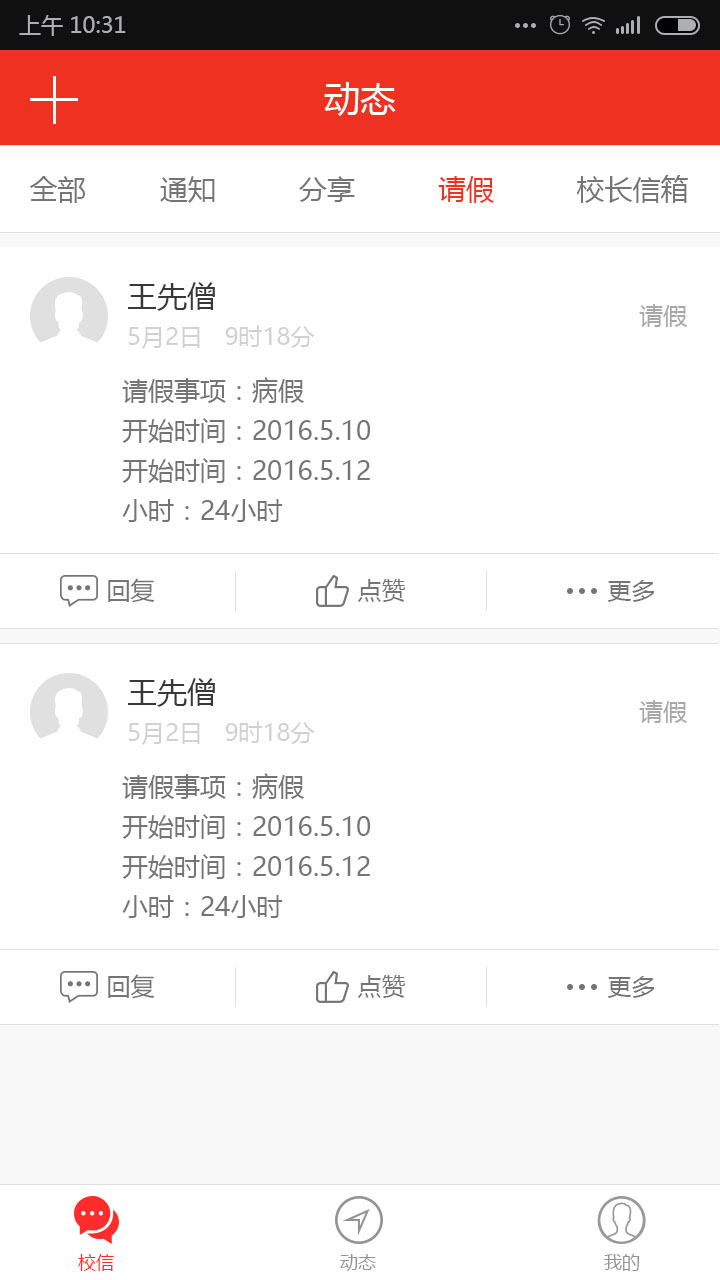 上午 10:31
动态
全部 通知 分享 请假 校长信箱
王先僧
5月2日 9时18分
请假
请假事项：病假
开始时间：2016.5.10
开始时间：2016.5.12
小时：24小时
回复 点赞 更多
王先僧
5月2日 9时18分
请假
请假事项：病假
开始时间：2016.5.10
开始时间：2016.5.12
小时：24小时
回复 点赞 更多
校信 动态 我的